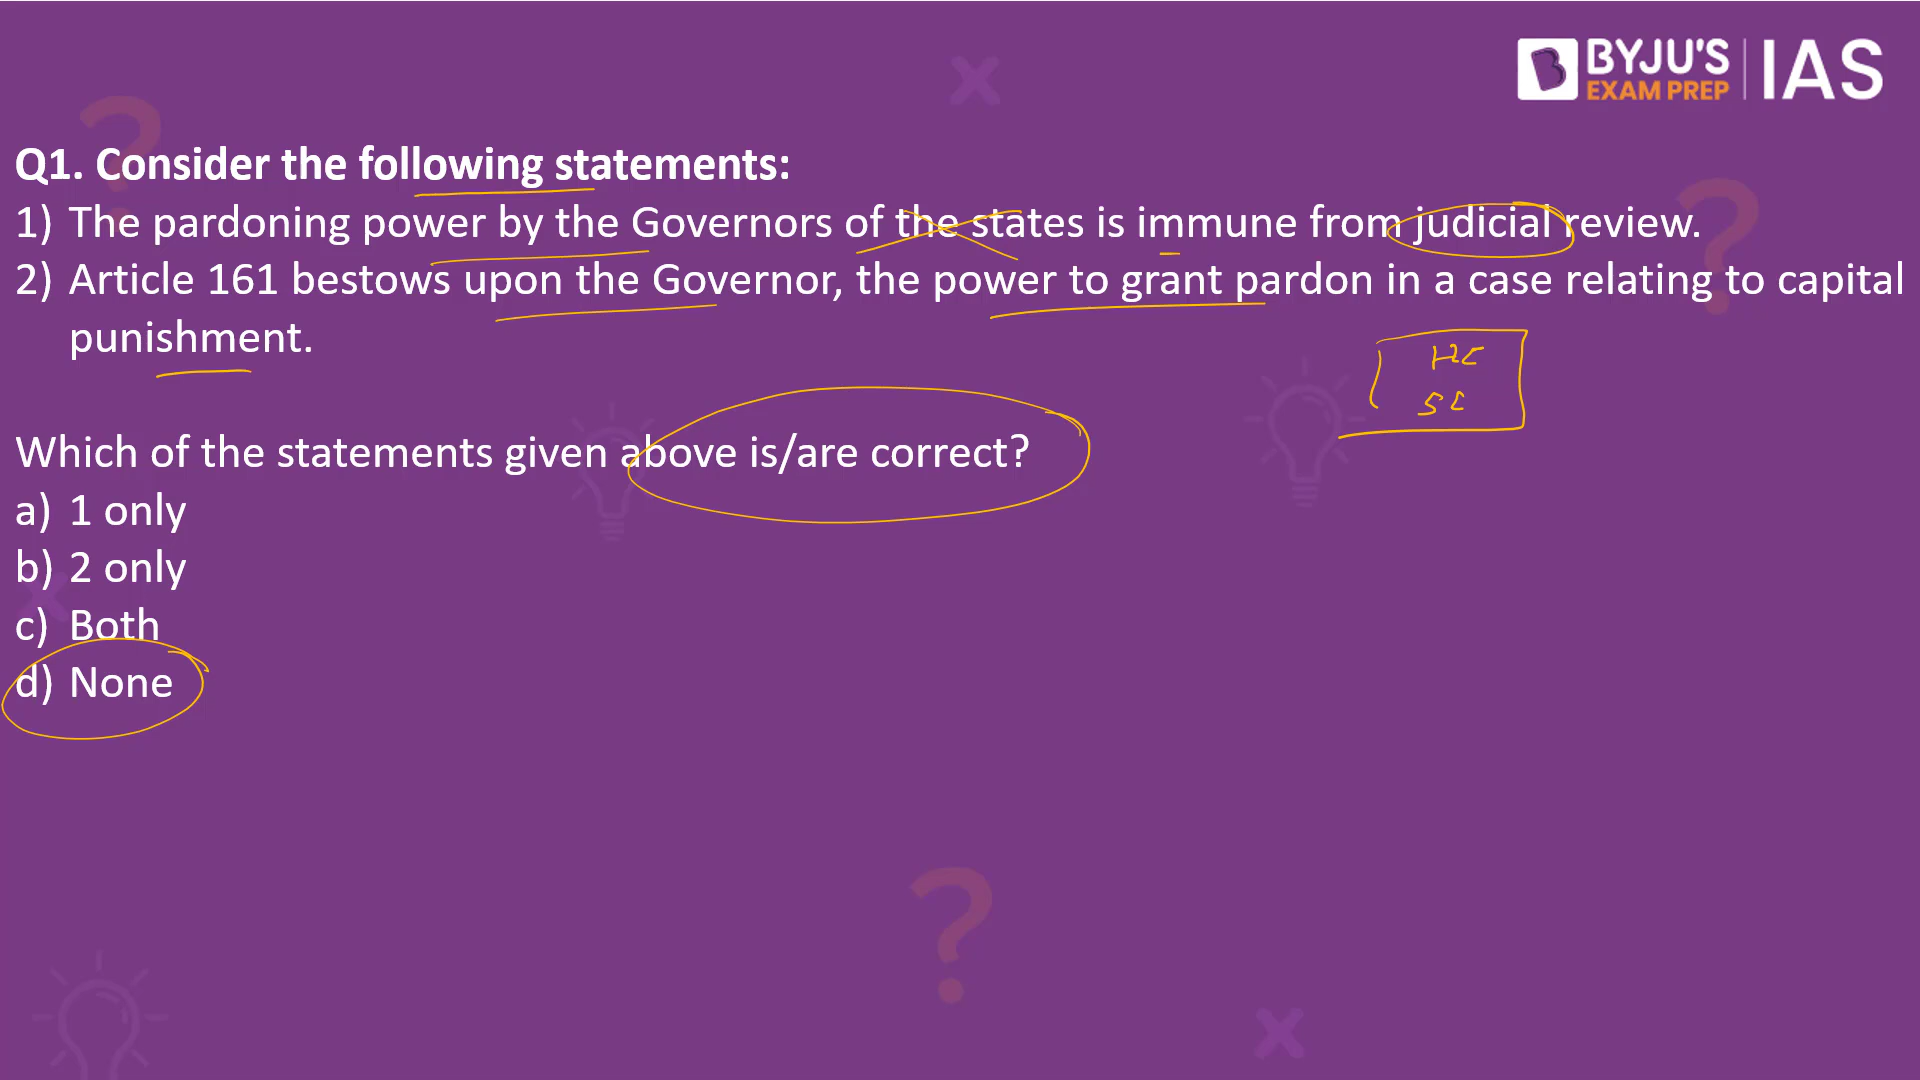 BYJU'S
EXAM PREP
IAS
Q1. Consider the following statements:
1) The pardoning power by the Governors of the states is immune from judicial review.
2) Article 161 bestows upon the Governor, the power to grant pardon in a case relating to capital
punishment.
HC
SC
Which of the statements given above is/are correct?
a) 1 only
b) 2 only
c) Both
d) None